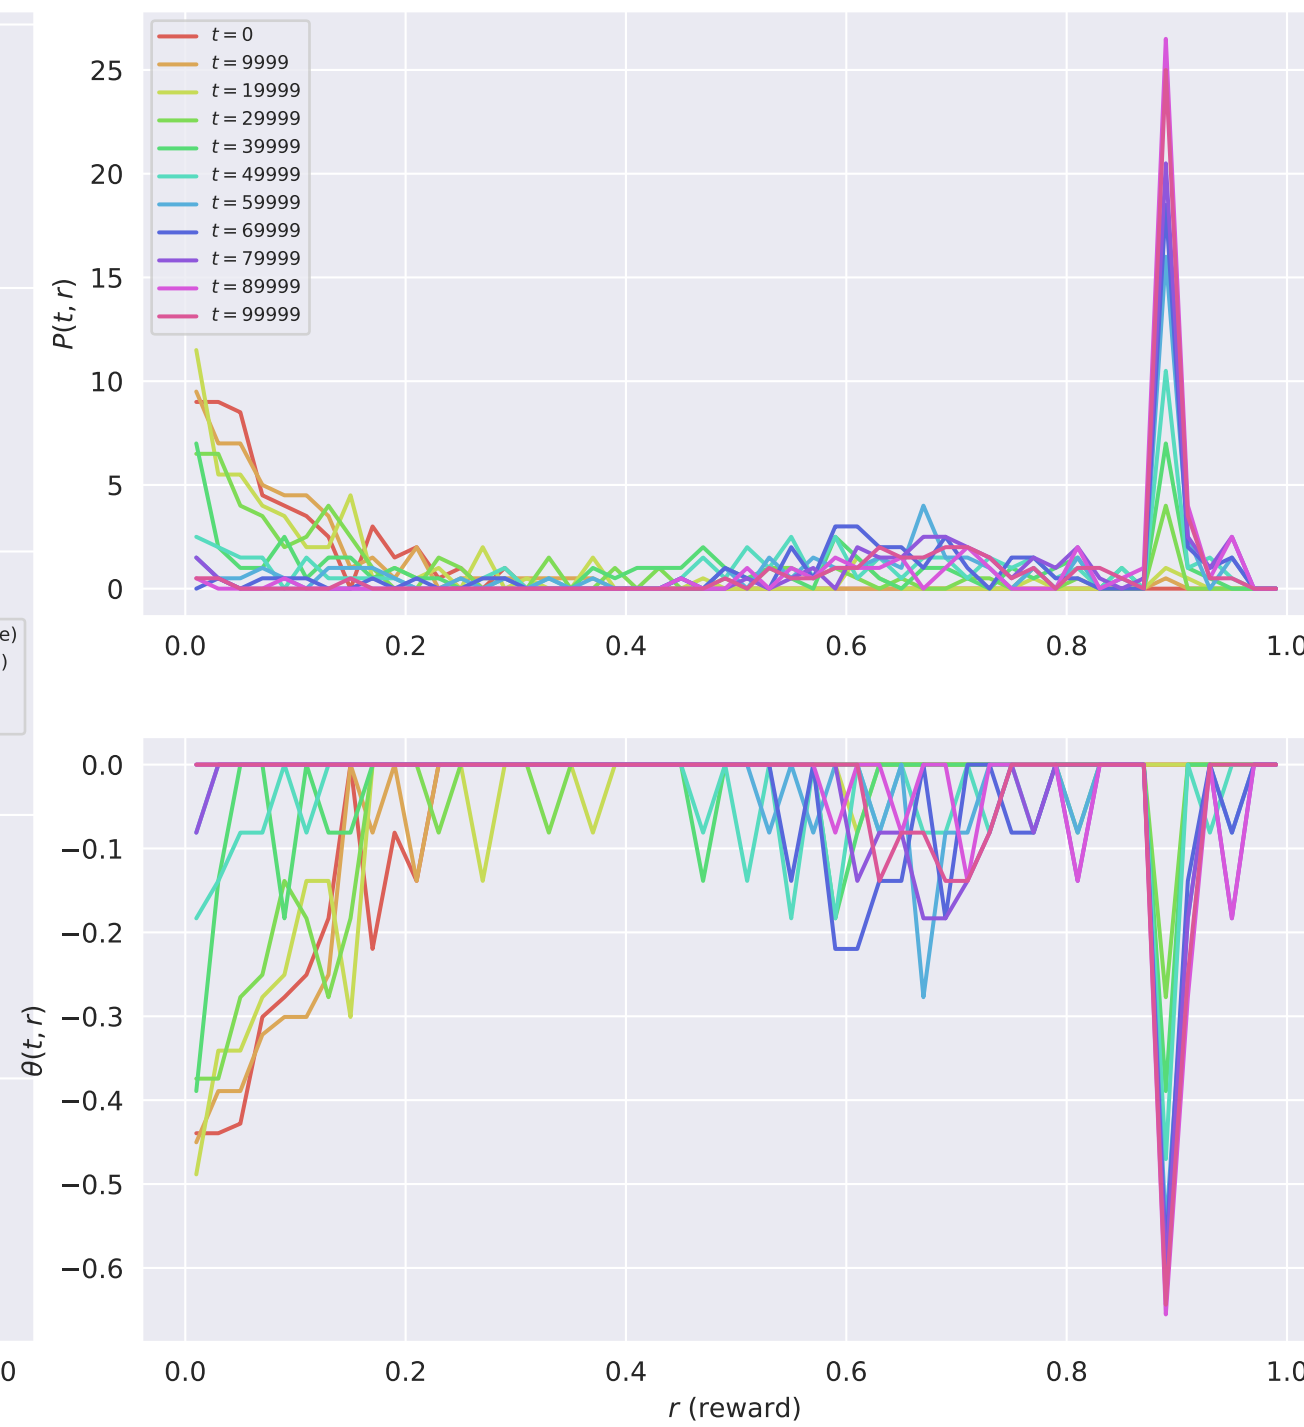 t = 0
t = 9999
t = 19999
t = 29999
t = 39999
t = 49999
t = 59999
t = 69999
t = 79999
t = 89999
t = 99999
P(t, r)
25
20
15
10
5
0
0.0 0.2 0.4 0.6 0.8 1.0
e)
)
θ(t, r)
0.0
−0.1
−0.2
−0.3
−0.4
−0.5
−0.6
0 0.0 0.2 0.4 0.6 0.8 1.0
r (reward)